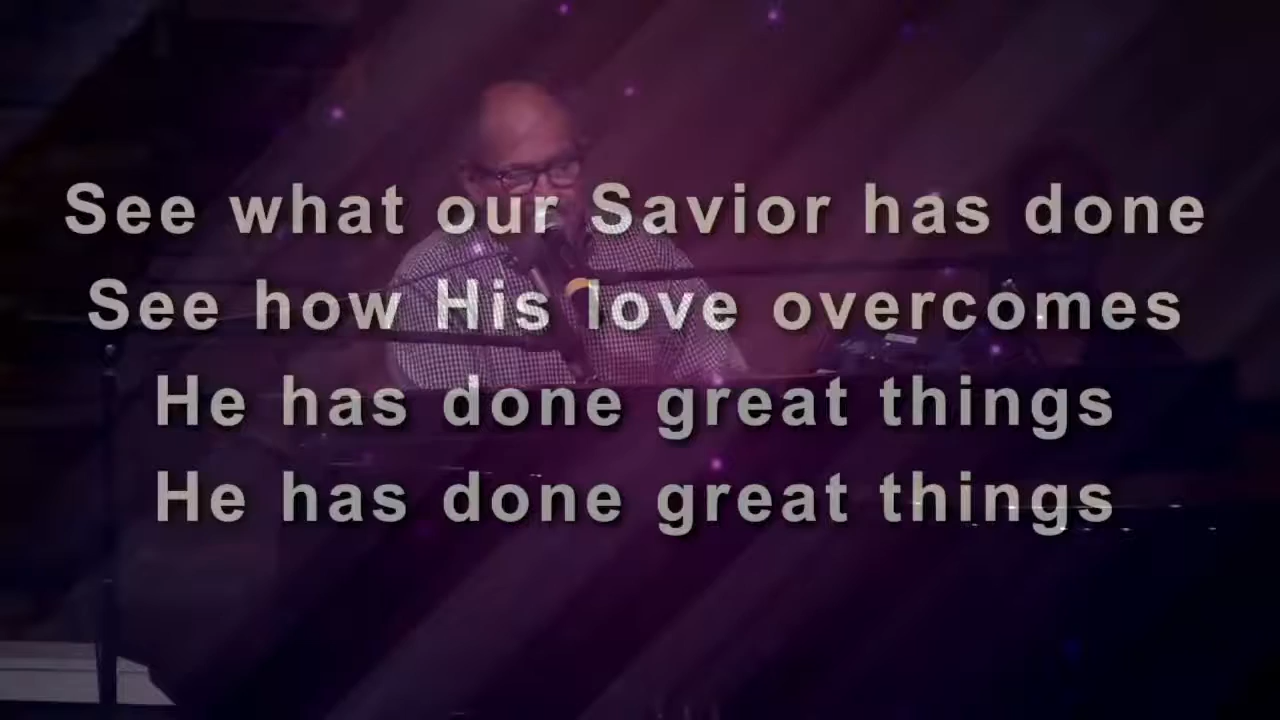 See what our Savior has done
See how His love overcomes
He has done great things
He has done great things